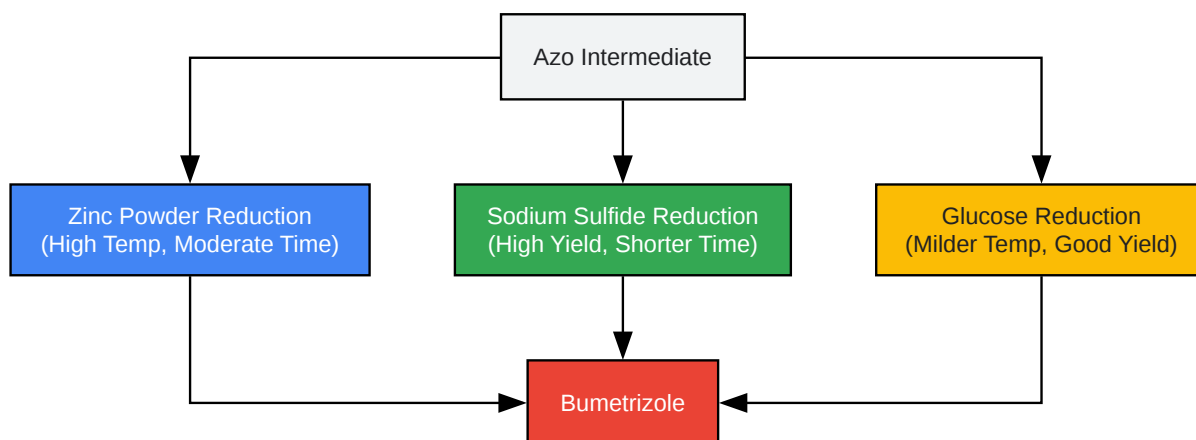 Azo Intermediate
Zinc Powder Reduction
(High Temp, Moderate Time)
Sodium Sulfide Reduction
(High Yield, Shorter Time)
Glucose Reduction
(Milder Temp, Good Yield)
Bumetrizole